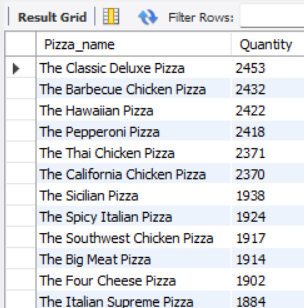 Result Grid Filter Rows:
Pizza_name Quantity
The Classic Deluxe Pizza 2453
The Barbecue Chicken Pizza 2432
The Hawaiian Pizza 2422
The Pepperoni Pizza 2418
The Thai Chicken Pizza 2371
The California Chicken Pizza 2370
The Sicilian Pizza 1938
The Spicy Italian Pizza 1924
The Southwest Chicken Pizza 1917
The Big Meat Pizza 1914
The Four Cheese Pizza 1902
The Italian Supreme Pizza 1884